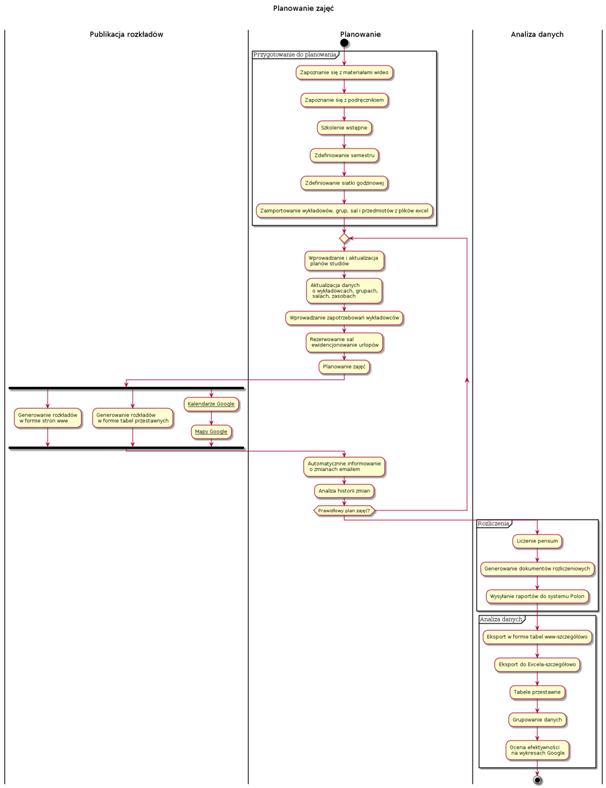 Planowanie zajęć
Publikacja rozkładów
Planowanie
Analiza danych
Przygotowanie do planowania
Zapoznanie się z materiałami wideo
Zapoznanie się z podręcznikiem
Szkolenie wstępne
Zdefiniowanie semestru
Zdefiniowanie siatki godzinowej
Zaimportowanie wykładowów, grup, sal i przedmiotów z plików excel
Wprowadzanie i aktualizacja
planów studiów
Aktualizacja danych
o wykładowcach, grupach,
salach, zasobach
Wprowadzanie zapotrzebowań wykładowców
Rezerwowanie sal
ewidencjonowanie urlopów
Planowanie zajęć
Generowanie rozkładów
w formie stron www
Generowanie rozkładów
w formie tabel przestawnych
Kalendarze Google
Mapy Google
Automatycznne informowanie
o zmianach emailem
Analiza historii zmian
Prawidłowy plan zajęć?
Rozliczenia
Liczenie pensum
Generowanie dokumentów rozliczeniowych
Wysyłanie raportów do systemu Polon
Analiza danych
Eksport w formie tabel www-szczegółowo
Eksport do Excela-szczegółowo
Tabele przestawne
Grupowanie danych
Ocena efektywności
na wykresach Google